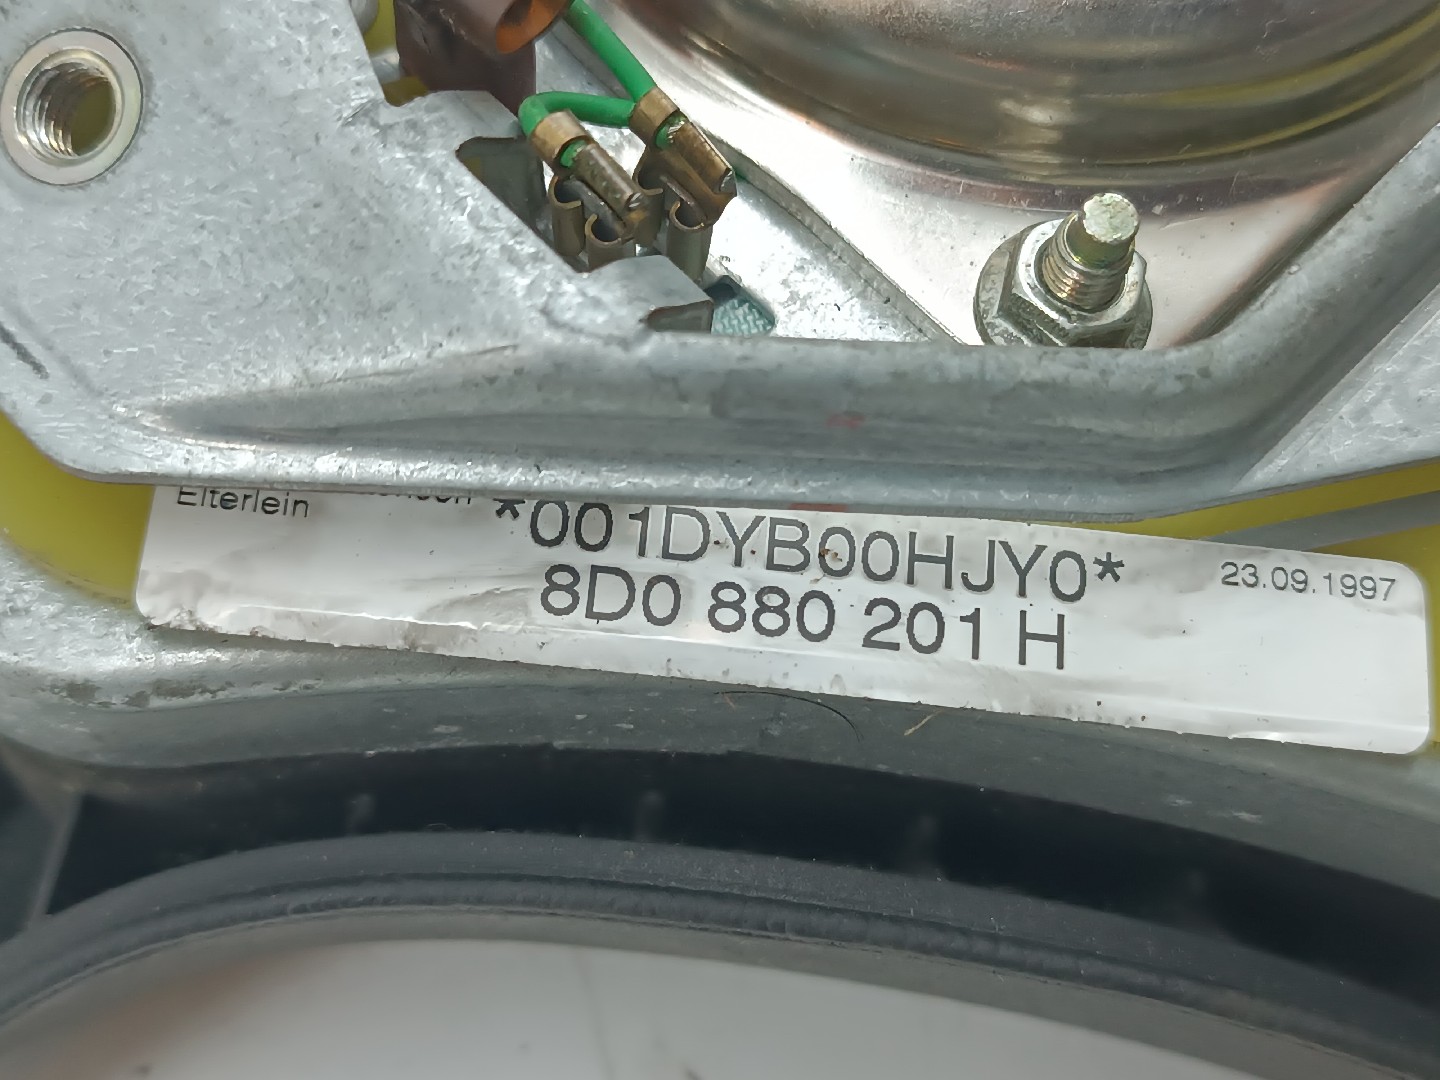 Elterlein
*001DYB00HJY0*
23.09.1997
8D0 880 201 H